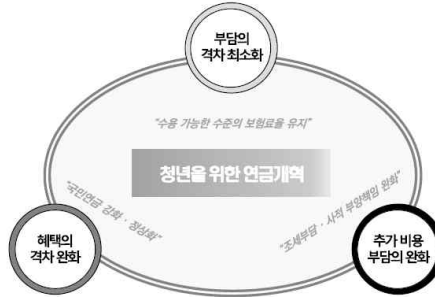 부담의
격차 최소화
"수용 가능한 수준의 보험료율 유지"
청년을 위한 연금개혁
"국민연금 강화·정상화"
"조세부담·사적 부양책임 완화"
혜택의
격차 완화
추가 비용
부담의 완화